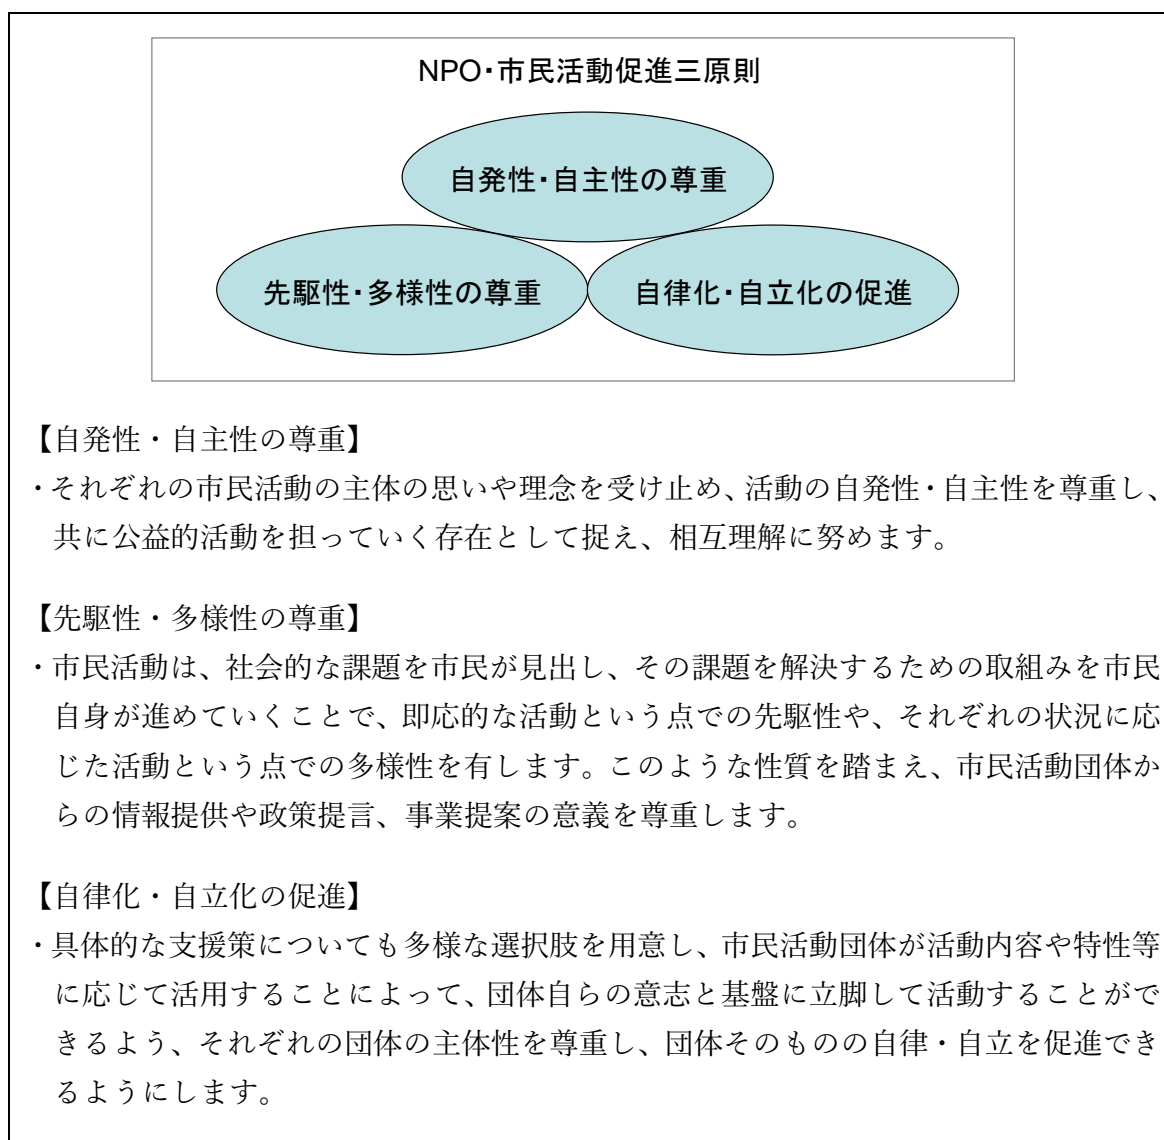 NPO・市民活動促進三原則
自発性・自主性の尊重
先駆性・多様性の尊重
自律化・自立化の促進
【自発性・自主性の尊重】
・それぞれの市民活動の主体の思いや理念を受け止め、活動の自発性・自主性を尊重し、
共に公益的活動を担っていく存在として捉え、相互理解に努めます。
【先駆性・多様性の尊重】
・市民活動は、社会的な課題を市民が見出し、その課題を解決するための取組みを市民
自身が進めていくことで、即応的な活動という点での先駆性や、それぞれの状況に応
じた活動という点での多様性を有します。このような性質を踏まえ、市民活動団体か
らの情報提供や政策提言、事業提案の意義を尊重します。
【自律化・自立化の促進】
・具体的な支援策についても多様な選択肢を用意し、市民活動団体が活動内容や特性等
に応じて活用することによって、団体自らの意志と基盤に立脚して活動することがで
きるよう、それぞれの団体の主体性を尊重し、団体そのものの自律・自立を促進でき
るようにします。